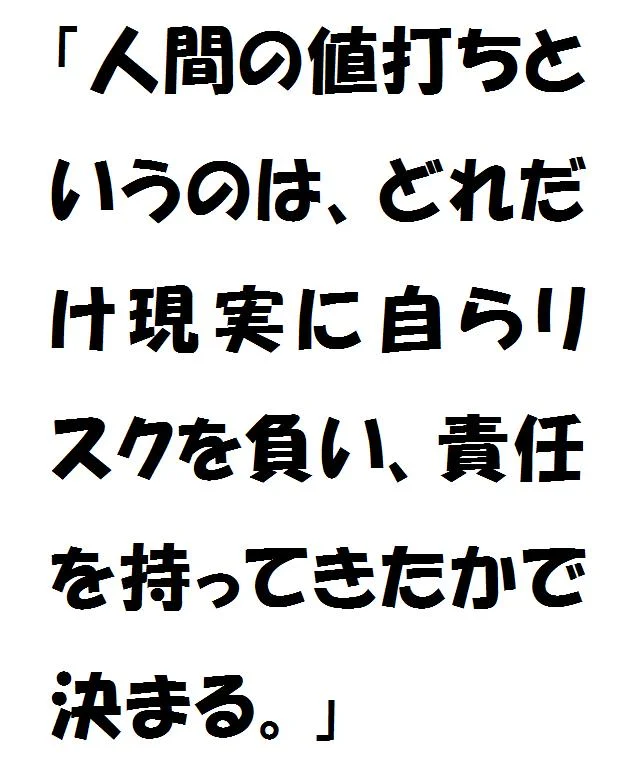 「人間の値打ちと
いうのは、どれだ
け現実に自らリ
スクを負い、責任
を持ってきたかで
決まる。」